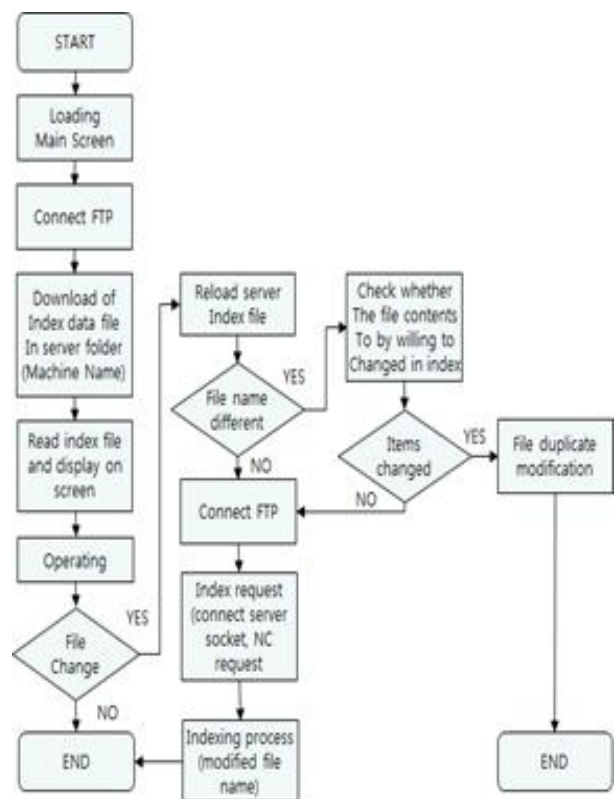 START
Loading
Main Screen
Connect FTP
Download of
Index data file
In server folder
(Machine Name)
Read index file
and display on
screen
Operating
File
Change
YES
NO
END
Reload server
Index file
File name
different
YES
NO
Connect FTP
Index request
(connect server
socket, NC
request
Indexing process
(modified file
name)
Check whether
The file contents
To by willing to
Changed in index
Items
changed
YES
NO
File duplicate
modification
END